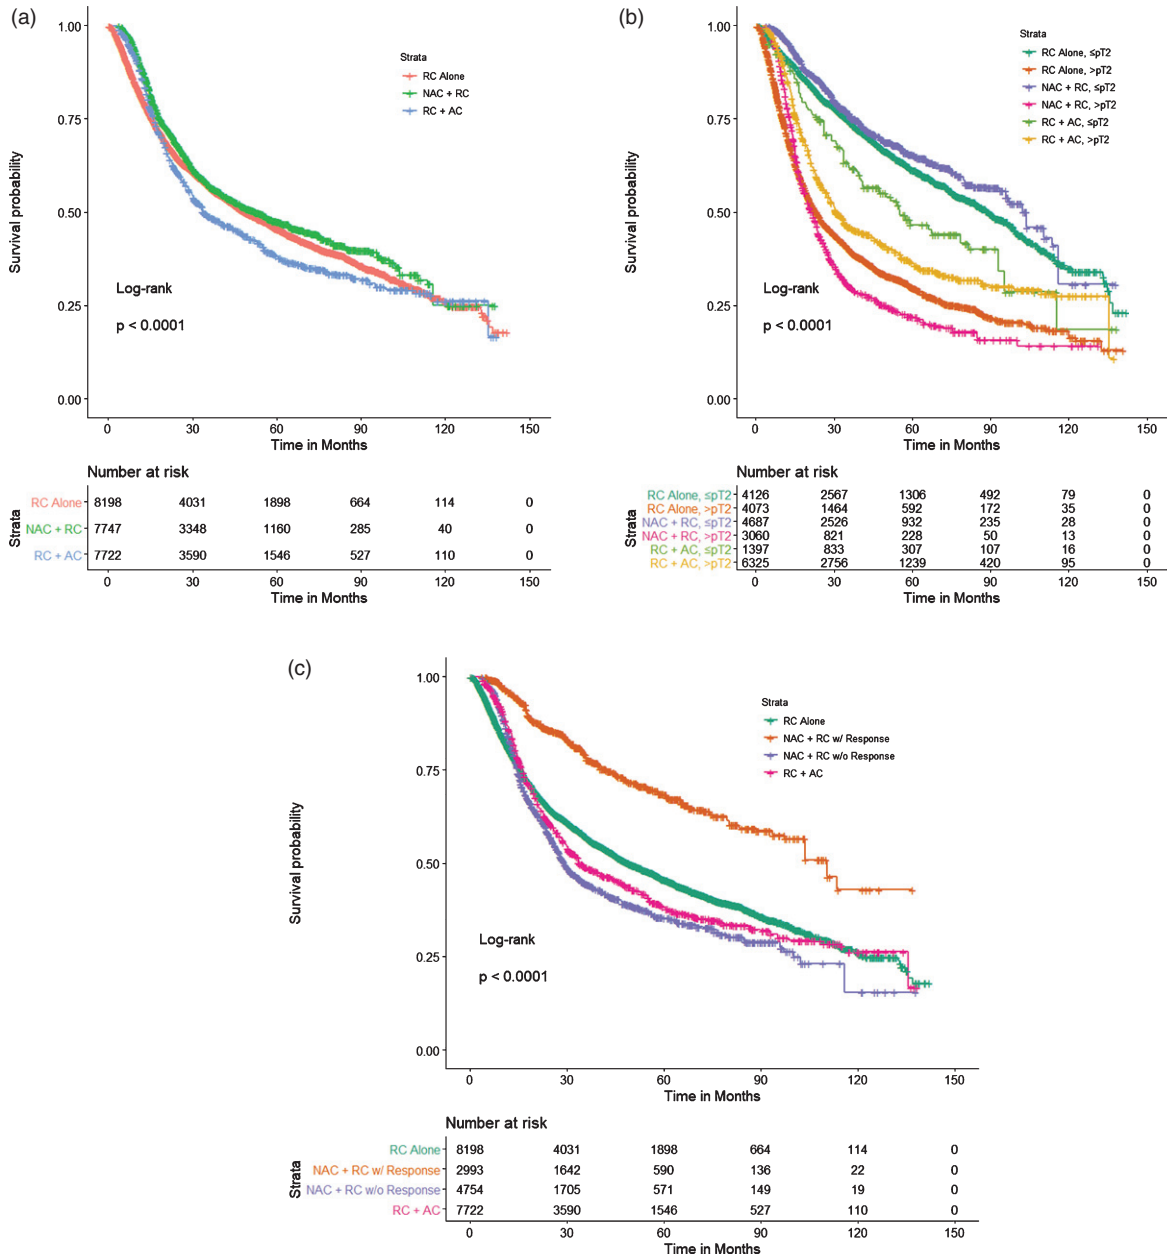 (a)
1.00
0.75
0.50
0.25
0.00
Survival probability
Strata
RC Alone
NAC + RC
RC + AC
Log-rank
p < 0.0001
0 30 60 90 120 150
Time in Months
Number at risk
Strata
RC Alone 8198 4031 1898 664 114 0
NAC + RC 7747 3348 1160 285 40 0
RC + AC 7722 3590 1546 527 110 0
0 30 60 90 120 150
Time in Months
(b)
1.00
0.75
0.50
0.25
0.00
Survival probability
Strata
RC Alone, ≤pT2
RC Alone, >pT2
NAC + RC, ≤pT2
NAC + RC, >pT2
RC + AC, ≤pT2
RC + AC, >pT2
Log-rank
p < 0.0001
0 30 60 90 120 150
Time in Months
Number at risk
Strata
RC Alone, ≤pT2 4126 2567 1306 492 79 0
RC Alone, >pT2 4073 1464 592 172 35 0
NAC + RC, ≤pT2 4687 2526 932 235 28 0
NAC + RC, >pT2 3060 821 228 50 13 0
RC + AC, ≤pT2 1397 833 307 107 16 0
RC + AC, >pT2 6325 2756 1239 420 95 0
0 30 60 90 120 150
Time in Months
(c)
1.00
0.75
0.50
0.25
0.00
Survival probability
Strata
RC Alone
NAC + RC w/ Response
NAC + RC w/o Response
RC + AC
Log-rank
p < 0.0001
0 30 60 90 120 150
Time in Months
Number at risk
Strata
RC Alone 8198 4031 1898 664 114 0
NAC + RC w/ Response 2993 1642 590 136 22 0
NAC + RC w/o Response 4754 1705 571 149 19 0
RC + AC 7722 3590 1546 527 110 0
0 30 60 90 120 150
Time in Months